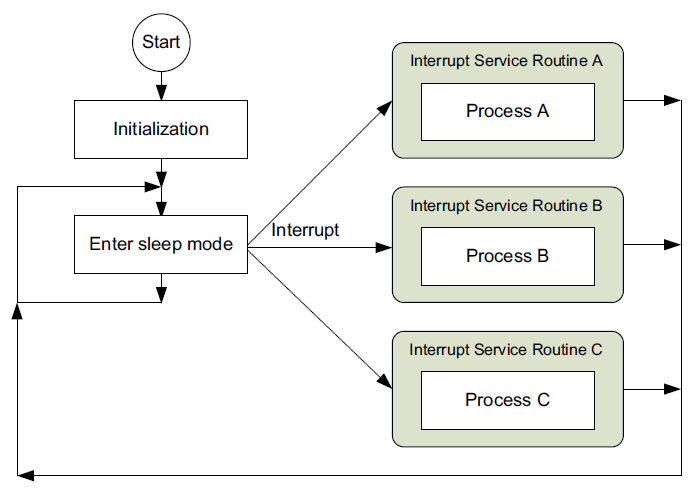 Start
Initialization
Enter sleep mode
Interrupt
Interrupt Service Routine A
Process A
Interrupt Service Routine B
Process B
Interrupt Service Routine C
Process C